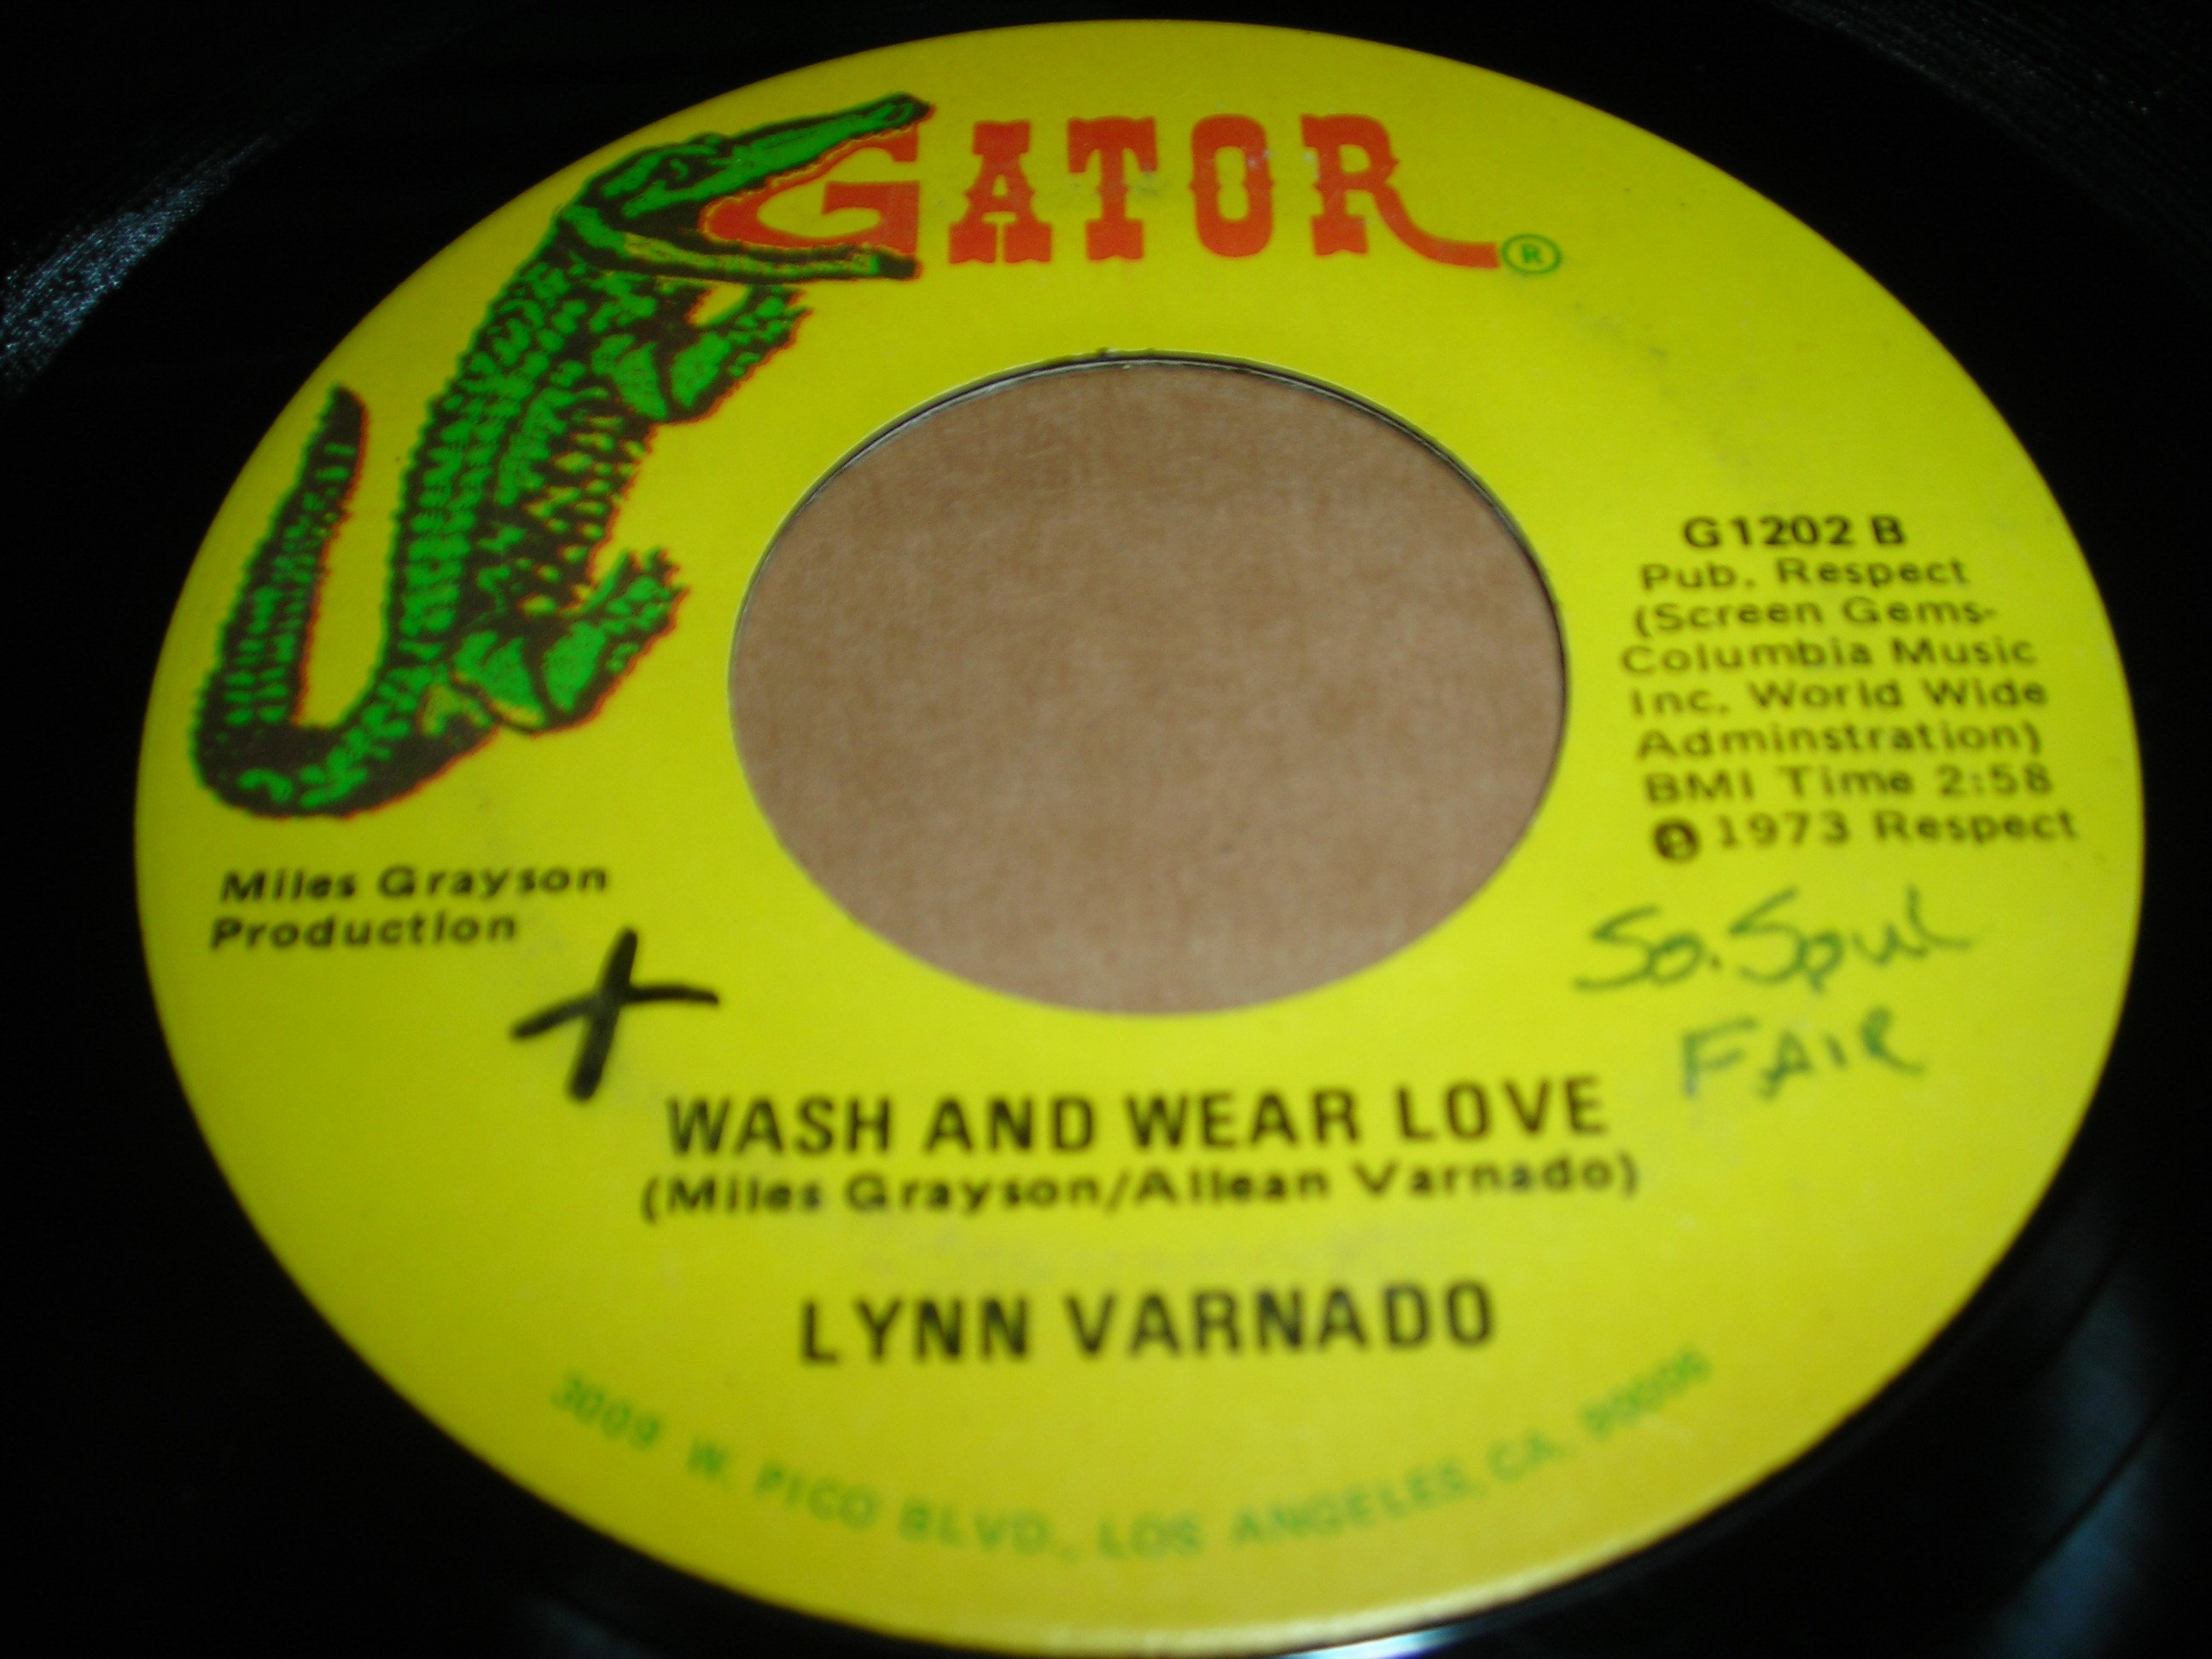 GATOR
®
G1202 B
Pub. Respect
(Screen Gems-
Columbia Music
Inc. World Wide
Adminstration)
BMI Time 2:58
℗ 1973 Respect
Miles Grayson
Production
So. Soul
FAIR
X
WASH AND WEAR LOVE
(Miles Grayson/Allean Varnado)
LYNN VARNADO
3009 W. PICO BLVD., LOS ANGELES, CA. 90006